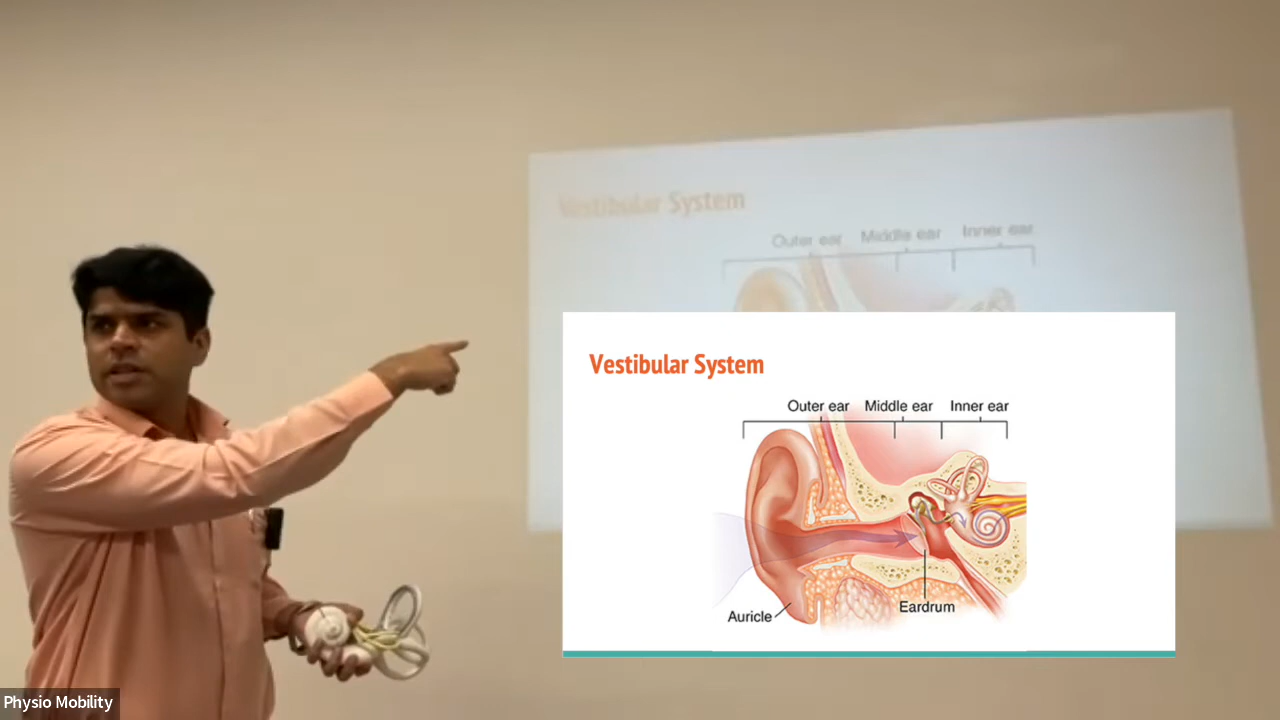 Vestibular System
Outer ear Middle ear Inner ear
Vestibular System
Outer ear Middle ear Inner ear
Auricle
Eardrum
Physio Mobility